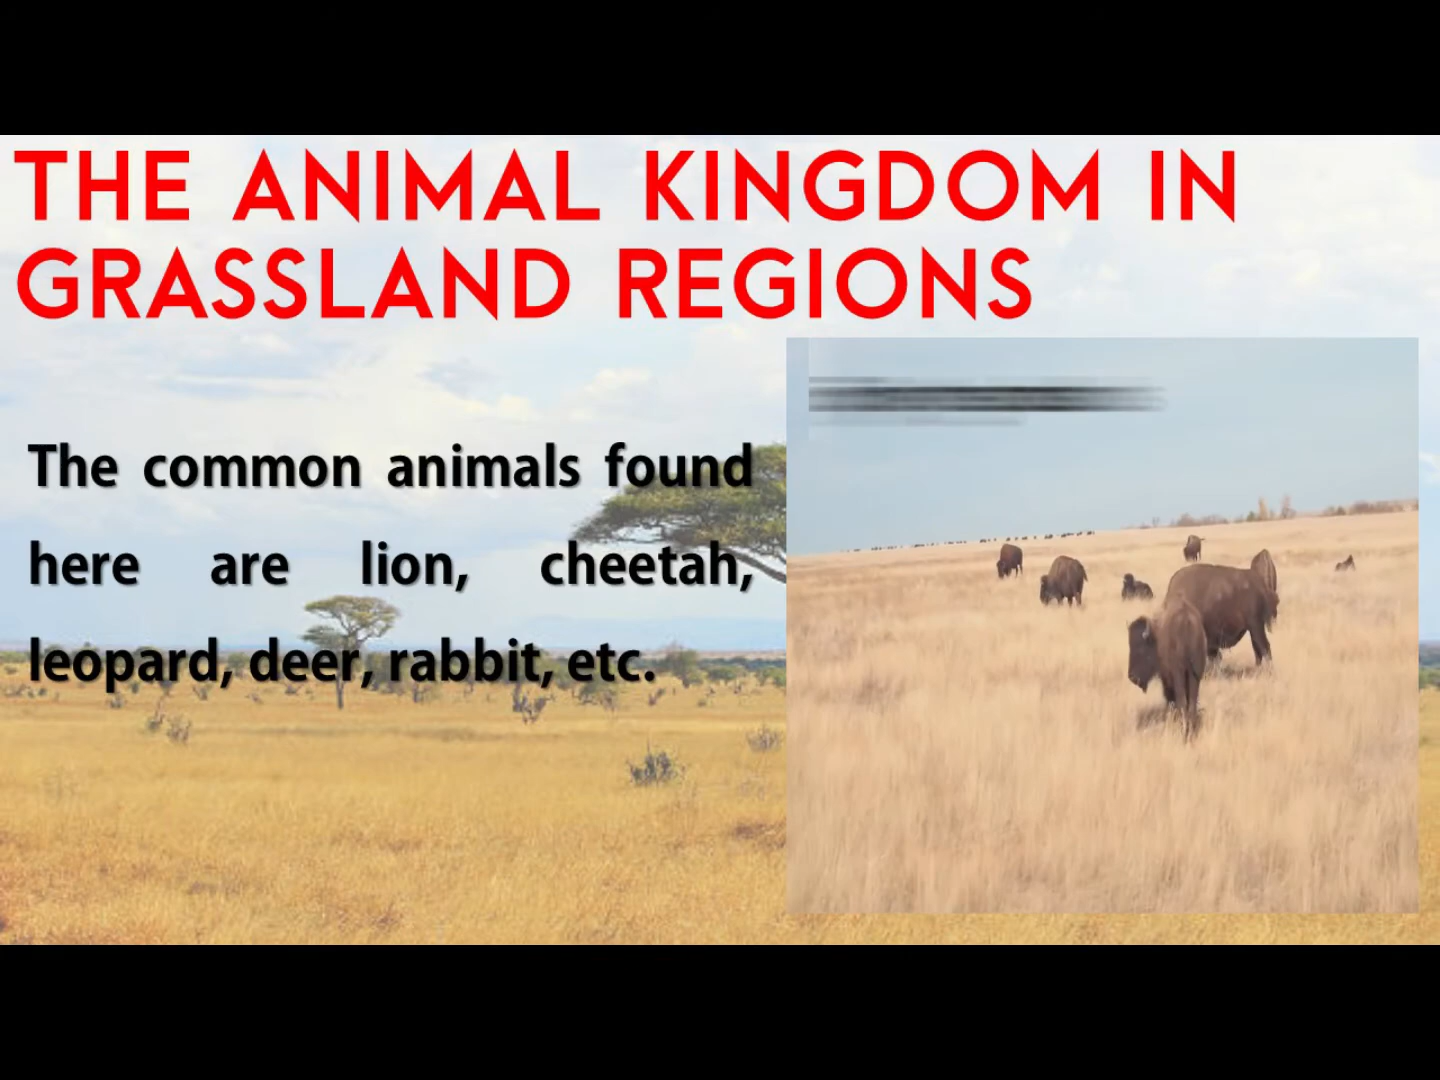 THE ANIMAL KINGDOM IN
GRASSLAND REGIONS
The common animals found
here are lion, cheetah,
leopard, deer, rabbit, etc.